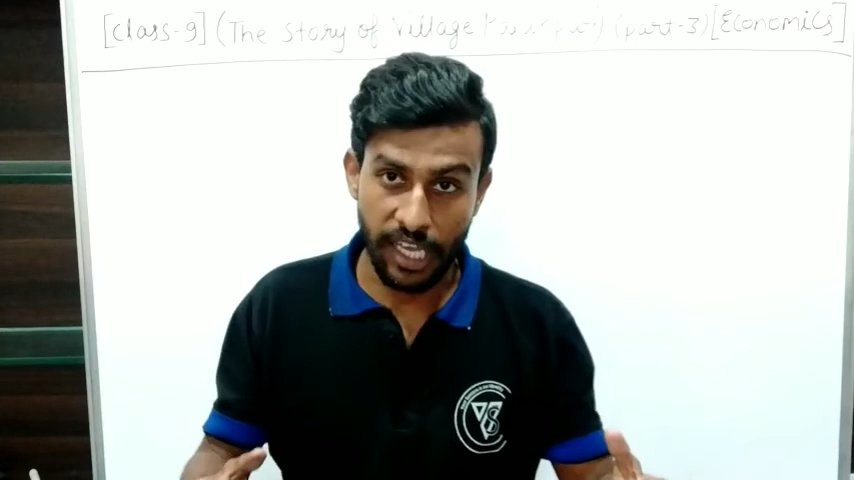 [Class-9] (The Story of Village (part-3) [Economics]